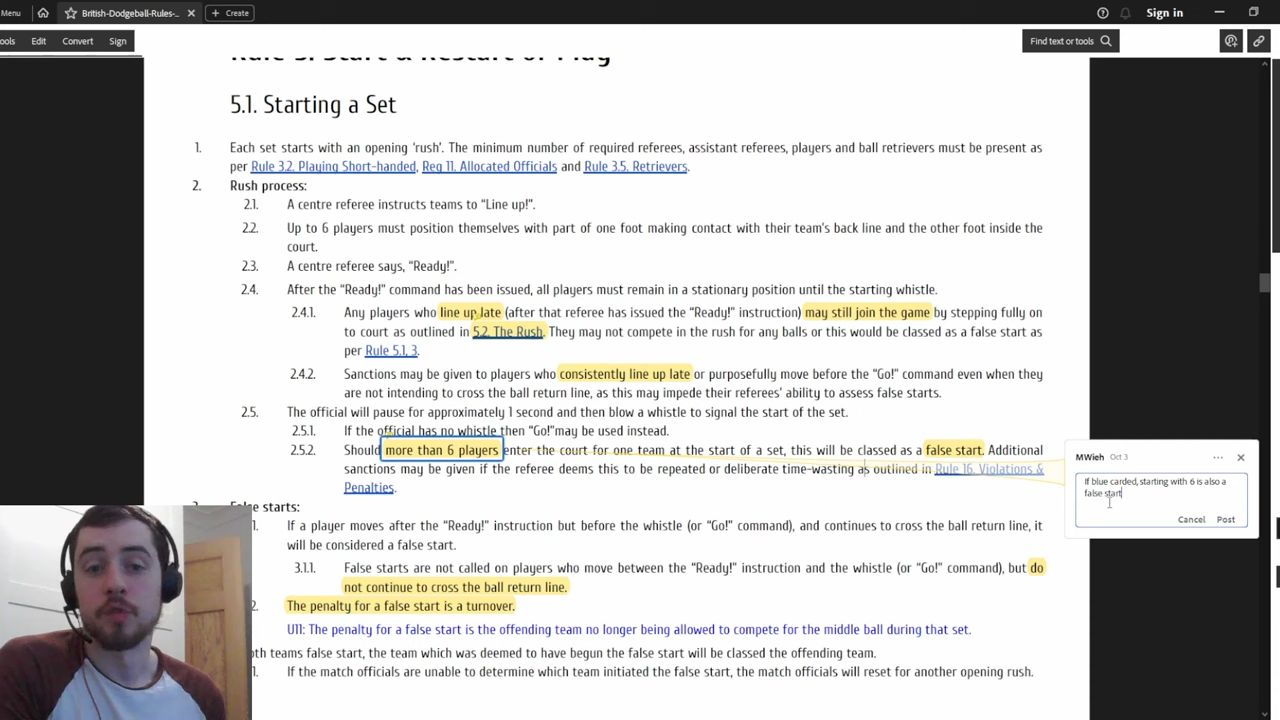 Menu
British-Dodgeball-Rules-...
Create
Sign in
ools
Edit
Convert
Sign
Find text or tools
Rule 5: Start & Restart of Play
5.1. Starting a Set
1. Each set starts with an opening ‘rush’. The minimum number of required referees, assistant referees, players and ball retrievers must be present as
per Rule 3.2. Playing Short-handed, Reg 11. Allocated Officials and Rule 3.5. Retrievers.
2. Rush process:
2.1. A centre referee instructs teams to “Line up!”.
2.2. Up to 6 players must position themselves with part of one foot making contact with their team’s back line and the other foot inside the
court.
2.3. A centre referee says, “Ready!”.
2.4. After the “Ready!” command has been issued, all players must remain in a stationary position until the starting whistle.
2.4.1. Any players who line up late (after that referee has issued the “Ready!” instruction) may still join the game by stepping fully on
to court as outlined in 5.2. The Rush. They may not compete in the rush for any balls or this would be classed as a false start as
per Rule 5.1, 3.
2.4.2. Sanctions may be given to players who consistently line up late or purposefully move before the “Go!” command even when they
are not intending to cross the ball return line, as this may impede their referees’ ability to assess false starts.
2.5. The official will pause for approximately 1 second and then blow a whistle to signal the start of the set.
2.5.1. If the official has no whistle then “Go!”may be used instead.
2.5.2. Should more than 6 players enter the court for one team at the start of a set, this will be classed as a false start. Additional
sanctions may be given if the referee deems this to be repeated or deliberate time-wasting as outlined in Rule 16. Violations &
Penalties.
MWieh Oct 3
If blue carded, starting with 6 is also a
false start
Cancel
Post
False starts:
If a player moves after the “Ready!” instruction but before the whistle (or “Go!” command), and continues to cross the ball return line, it
will be considered a false start.
3.1.1. False starts are not called on players who move between the “Ready!” instruction and the whistle (or “Go!” command), but do
not continue to cross the ball return line.
2. The penalty for a false start is a turnover.
U11: The penalty for a false start is the offending team no longer being allowed to compete for the middle ball during that set.
oth teams false start, the team which was deemed to have begun the false start will be classed the offending team.
1. If the match officials are unable to determine which team initiated the false start, the match officials will reset for another opening rush.